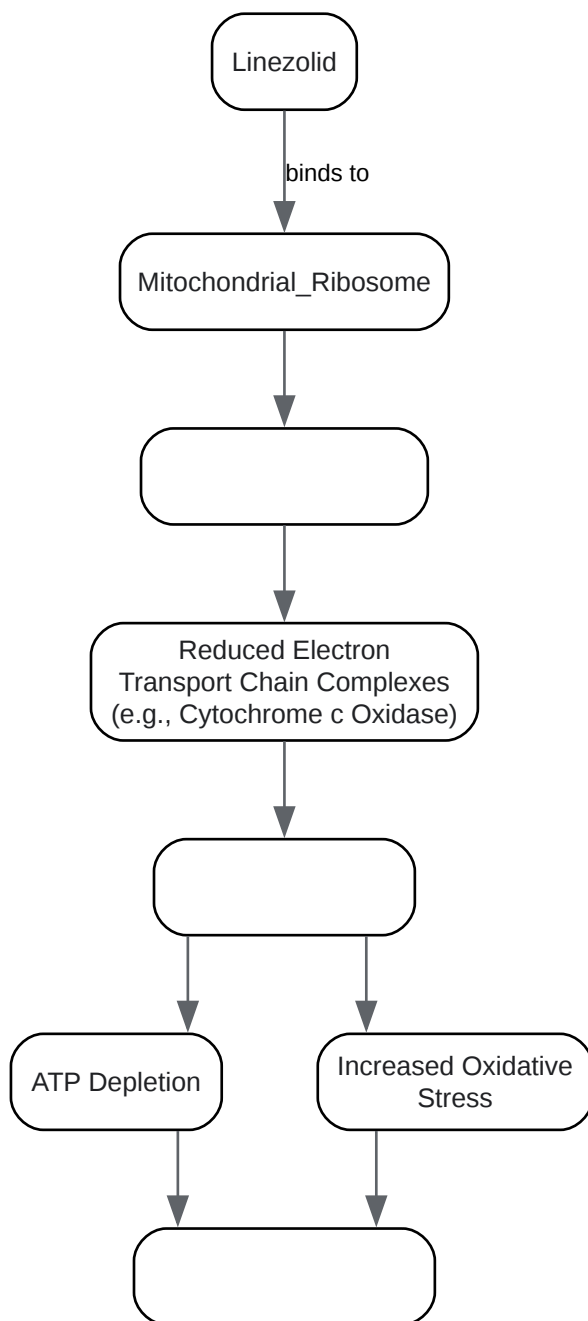 Linezolid
binds to
Mitochondrial_Ribosome
Reduced Electron
Transport Chain Complexes
(e.g., Cytochrome c Oxidase)
ATP Depletion
Increased Oxidative
Stress